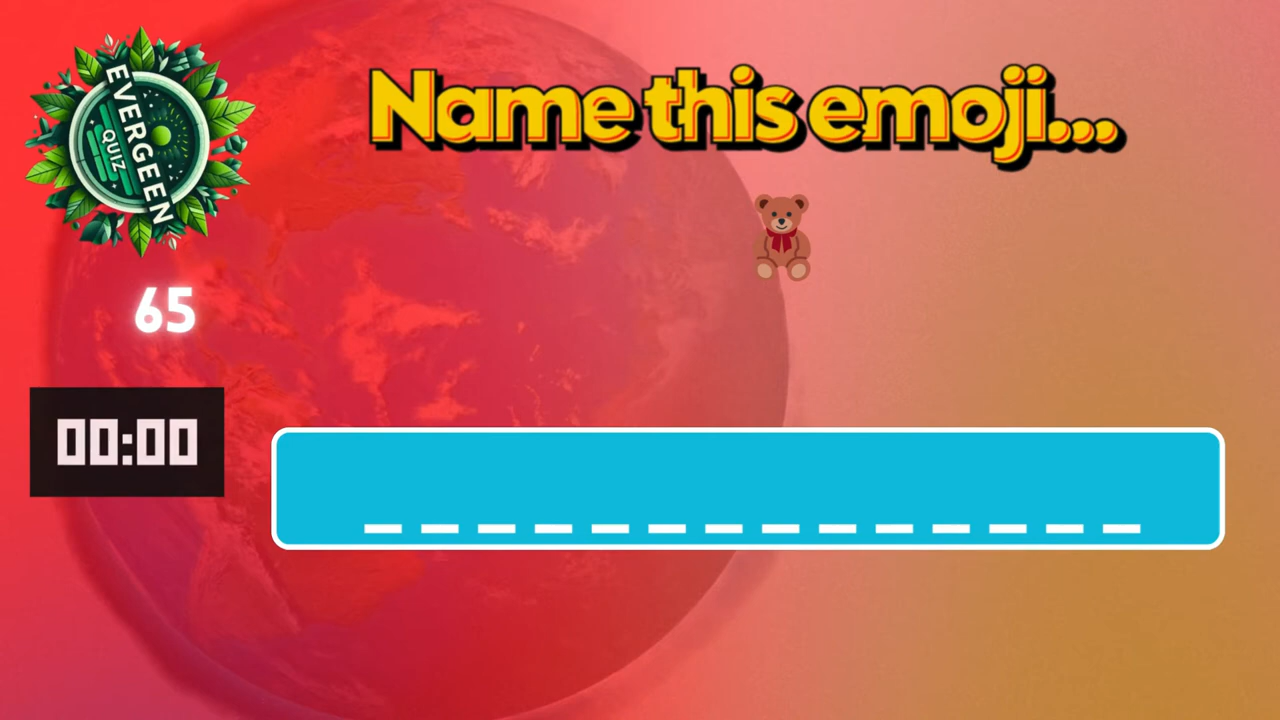 Name this emoji...
EVERGEEN
QUIZ
65
00:00
_ _ _ _ _ _ _ _ _ _ _ _ _ _